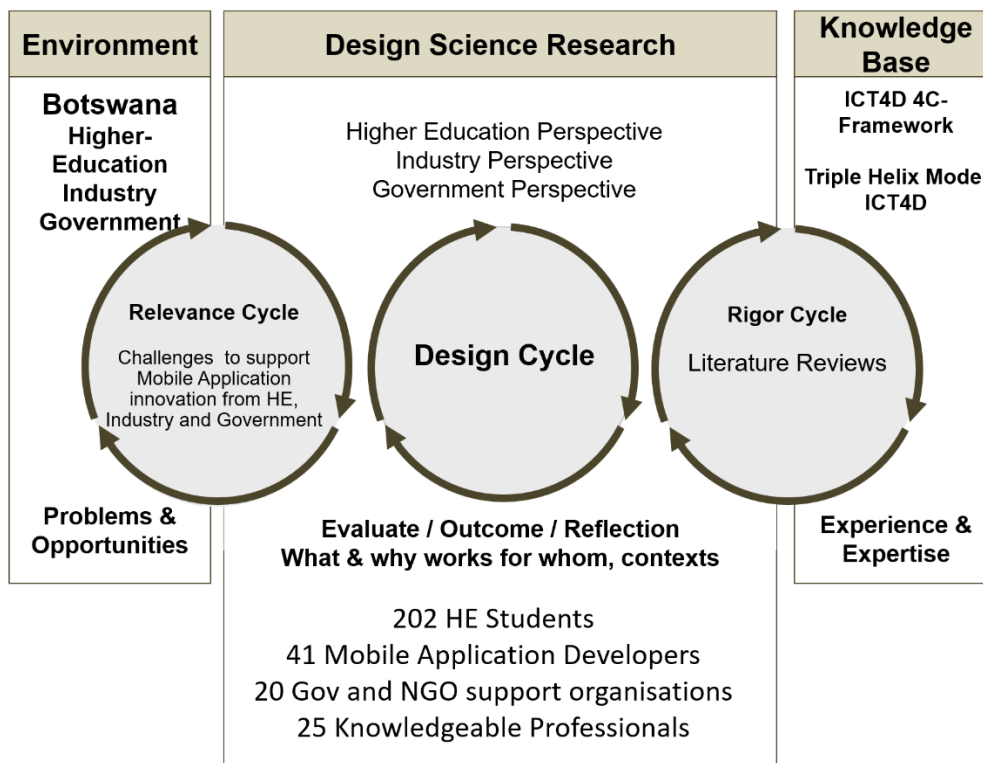 Environment
Botswana
Higher-
Education
Industry
Government
Relevance Cycle
Challenges to support
Mobile Application
innovation from HE,
Industry and Government
Problems &
Opportunities
Design Science Research
Higher Education Perspective
Industry Perspective
Government Perspective
Design Cycle
Evaluate / Outcome / Reflection
What & why works for whom, contexts
202 HE Students
41 Mobile Application Developers
20 Gov and NGO support organisations
25 Knowledgeable Professionals
Knowledge
Base
ICT4D 4C-
Framework
Triple Helix Mode
ICT4D
Rigor Cycle
Literature Reviews
Experience &
Expertise